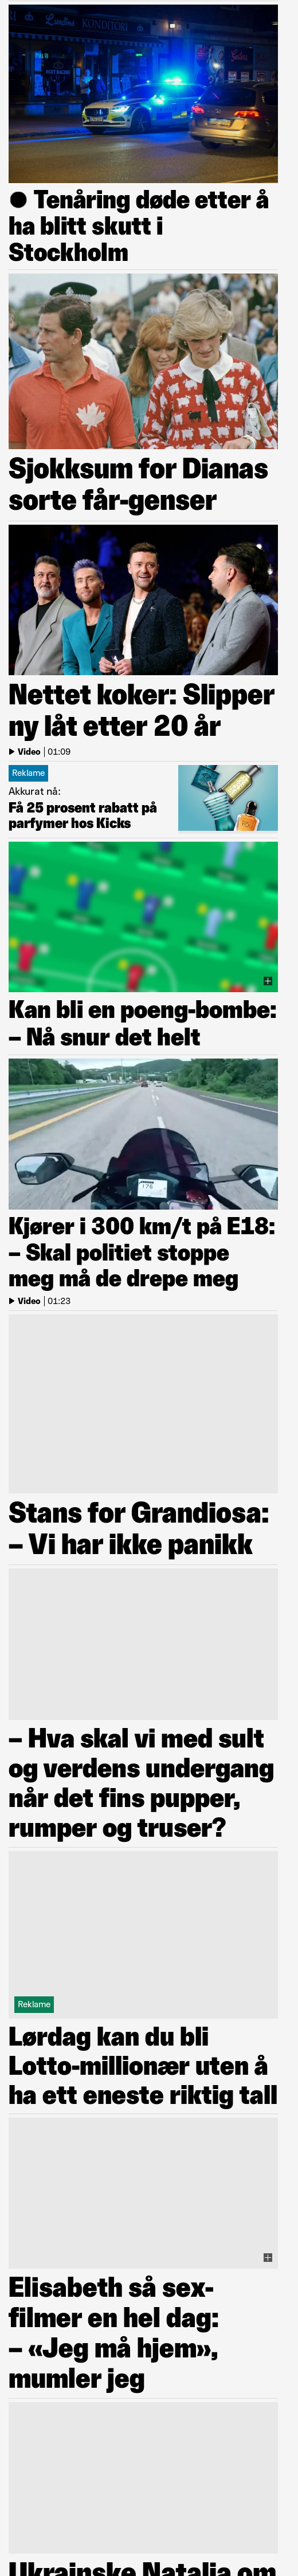 Tenåring døde etter å
ha blitt skutt i
Stockholm
Sjokksum for Dianas
sorte får-genser
Nettet koker: Slipper
ny låt etter 20 år
Video | 01:09
Reklame
Akkurat nå:
Få 25 prosent rabatt på
parfymer hos Kicks
Kan bli en poeng-bombe:
– Nå snur det helt
Kjører i 300 km/t på E18:
– Skal politiet stoppe
meg må de drepe meg
Video | 01:23
Stans for Grandiosa:
– Vi har ikke panikk
– Hva skal vi med sult
og verdens undergang
når det fins pupper,
rumper og truser?
Reklame
Lørdag kan du bli
Lotto-millionær uten å
ha ett eneste riktig tall
Elisabeth så sex-
filmer en hel dag:
– «Jeg må hjem»,
mumler jeg
Ukrainske Natalia om